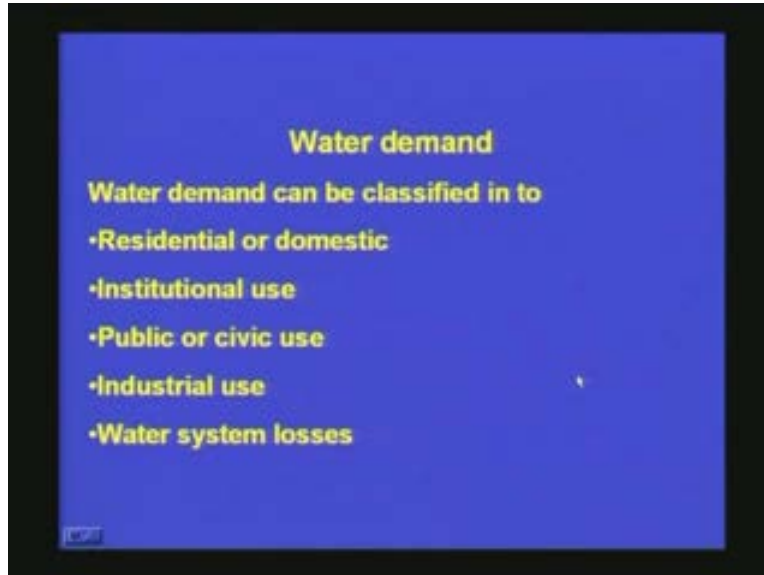 Water demand
Water demand can be classified in to
•Residential or domestic
•Institutional use
•Public or civic use
•Industrial use
•Water system losses